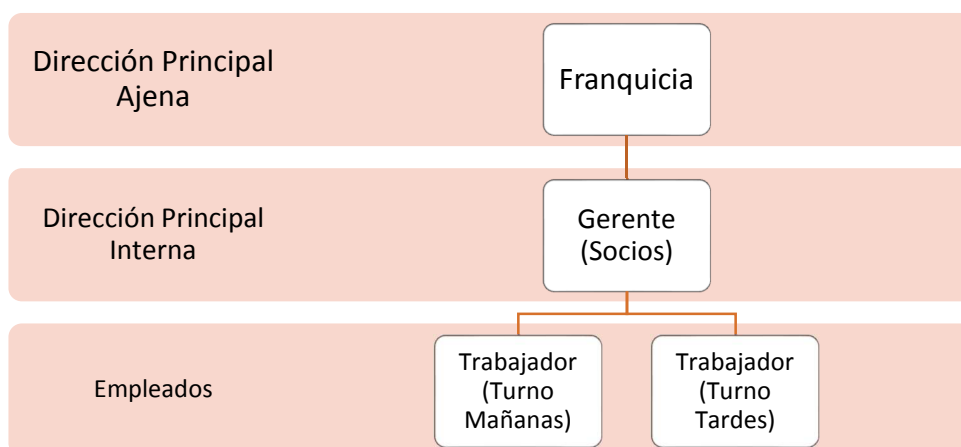 Dirección Principal
Ajena
Franquicia
Dirección Principal
Interna
Gerente
(Socios)
Empleados
Trabajador
(Turno
Mañanas)
Trabajador
(Turno
Tardes)